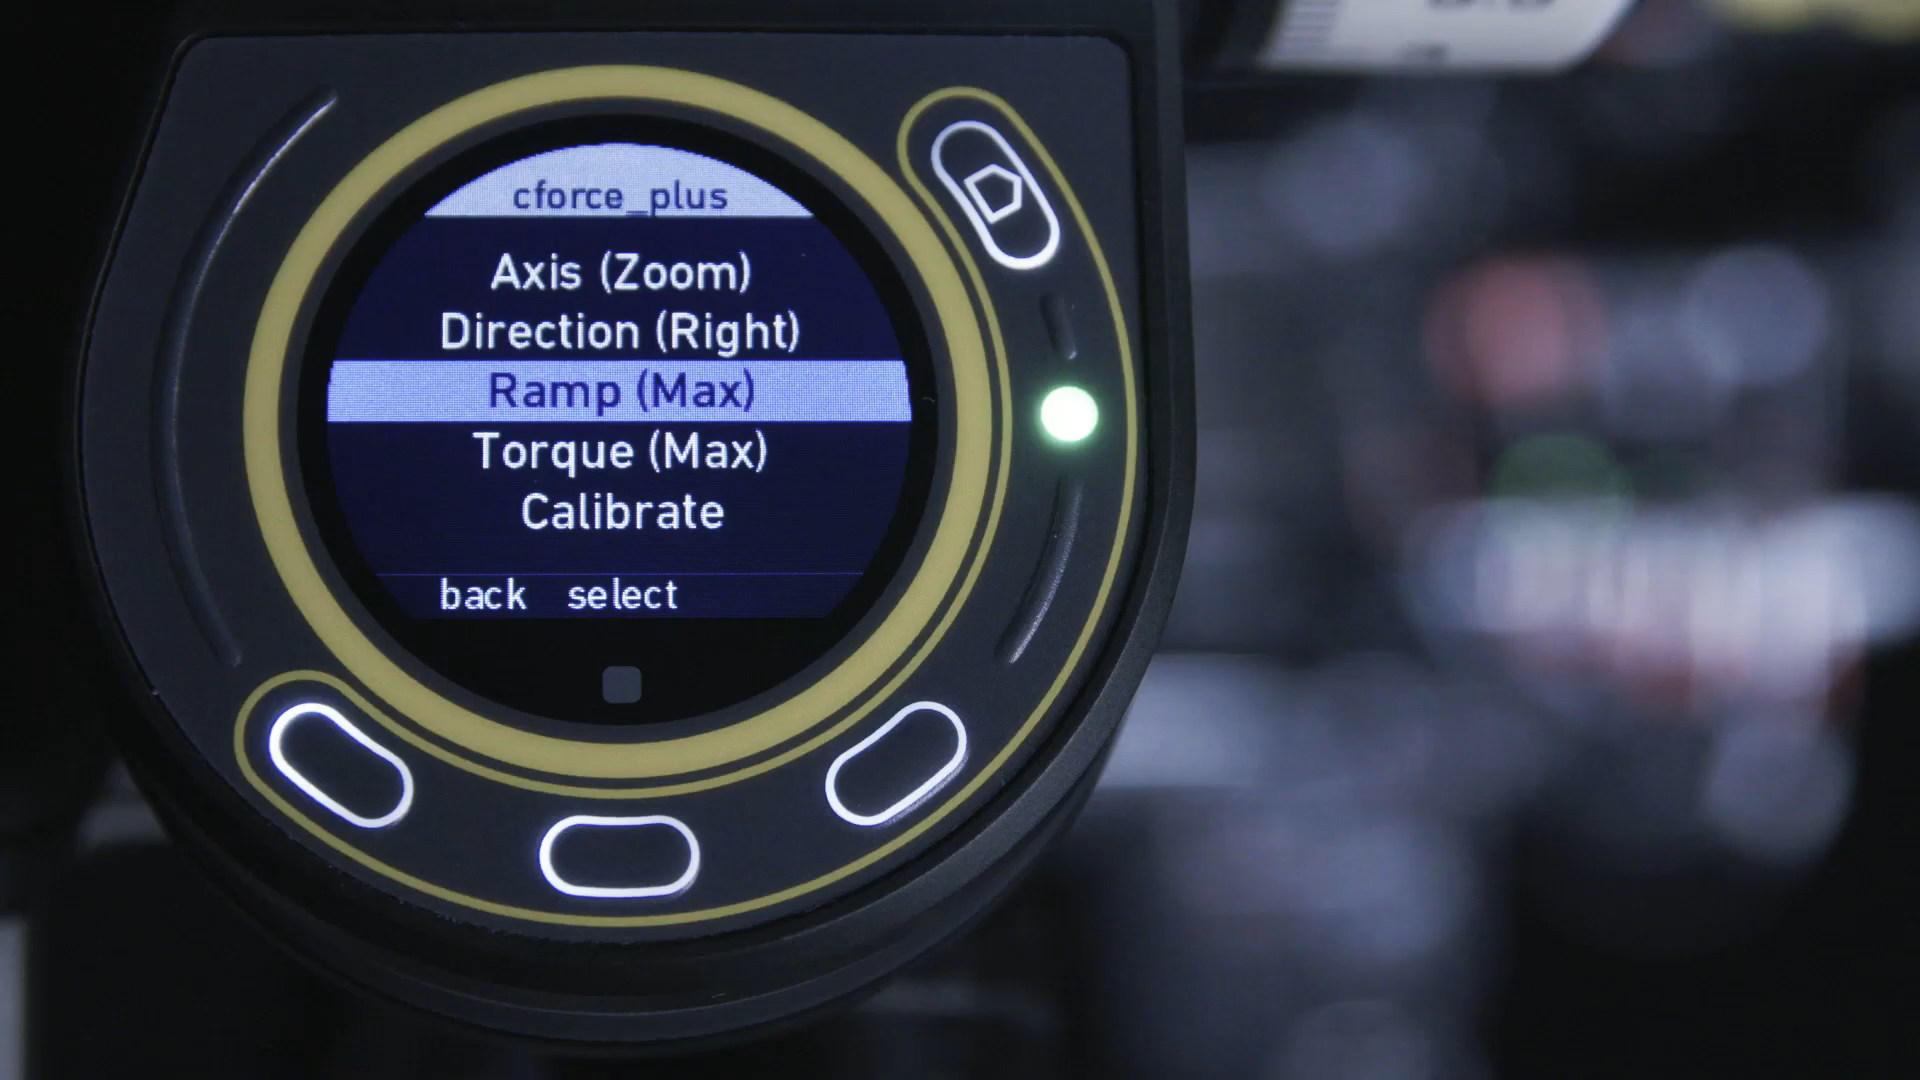 cforce_plus
Axis (Zoom)
Direction (Right)
Ramp (Max)
Torque (Max)
Calibrate
back select